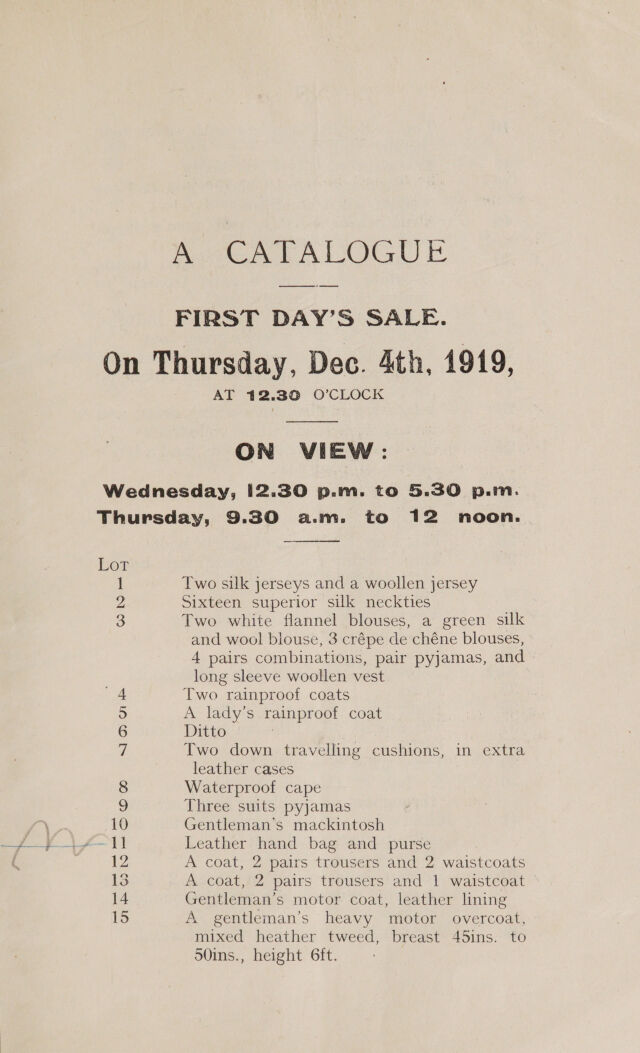 A CATALOGUE
FIRST DAY'S SALE.
On Thursday, Dec. 4th, 1919,
AT 12.30 O'CLOCK
ON VIEW:
Wednesday, 12.30 p.m. to 5.30 p.m.
Thursday, 9.30 a.m. to 12 noon.
LOT
1 Two silk jerseys and a woollen jersey
2 Sixteen superior silk neckties
3 Two white flannel blouses, a green silk
and wool blouse, 3 crêpe de chêne blouses,
4 pairs combinations, pair pyjamas, and
long sleeve woollen vest
4 Two rainproof coats
5 A lady's rainproof coat
6 Ditto
7 Two down travelling cushions, in extra
leather cases
8 Waterproof cape
9 Three suits pyjamas
10 Gentleman's mackintosh
11 Leather hand bag and purse
12 A coat, 2 pairs trousers and 2 waistcoats
13 A coat, 2 pairs trousers and 1 waistcoat
14 Gentleman's motor coat, leather lining
15 A gentleman's heavy motor overcoat,
mixed heather tweed, breast 45ins. to
50ins., height 6ft.